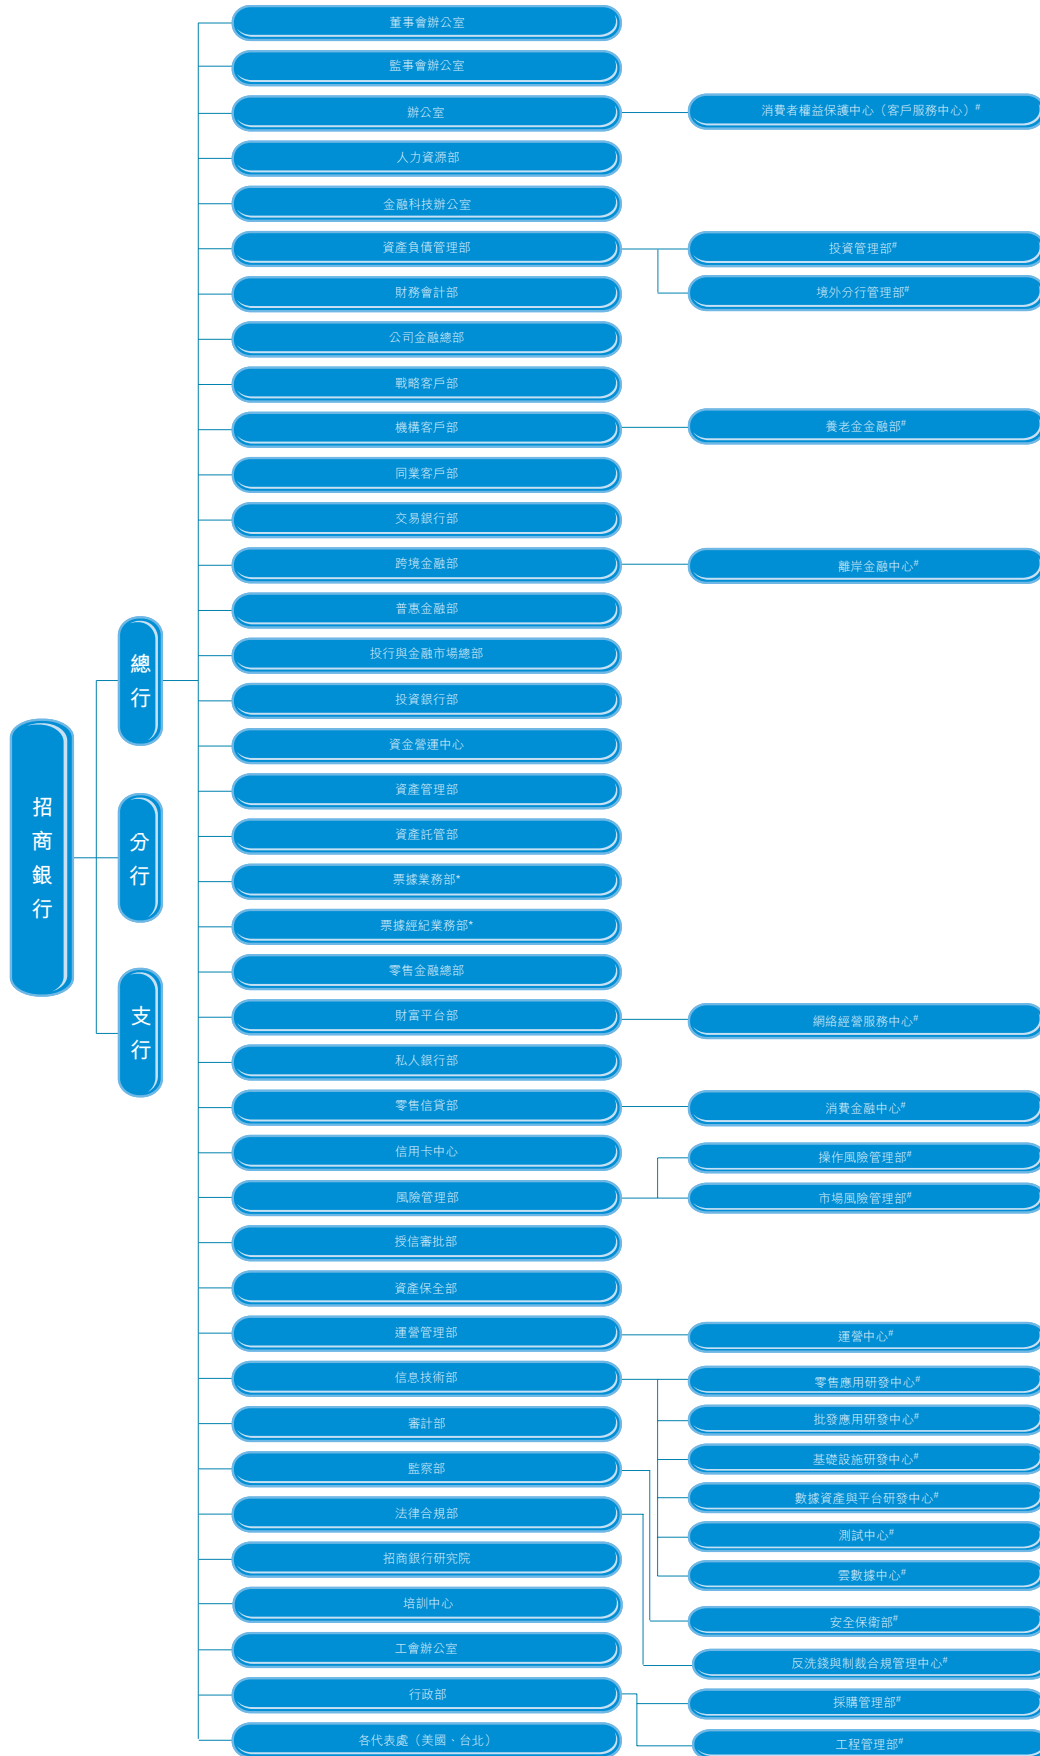 招商銀行
總行
分行
支行
董事會辦公室
監事會辦公室
辦公室
消費者權益保護中心（客戶服務中心）#
人力資源部
金融科技辦公室
資產負債管理部
投資管理部#
境外分行管理部#
財務會計部
公司金融總部
戰略客戶部
機構客戶部
養老金金融部#
同業客戶部
交易銀行部
跨境金融部
離岸金融中心#
普惠金融部
投行與金融市場總部
投資銀行部
資金營運中心
資產管理部
資產託管部
票據業務部*
票據經紀業務部*
零售金融總部
財富平台部
網絡經營服務中心#
私人銀行部
零售信貸部
消費金融中心#
信用卡中心
風險管理部
操作風險管理部#
市場風險管理部#
授信審批部
資產保全部
運營管理部
運營中心#
信息技術部
零售應用研發中心#
批發應用研發中心#
基礎設施研發中心#
數據資產與平台研發中心#
測試中心#
雲數據中心#
審計部
監察部
安全保衛部#
法律合規部
反洗錢與制裁合規管理中心#
招商銀行研究院
培訓中心
工會辦公室
行政部
採購管理部#
工程管理部#
各代表處（美國、台北）